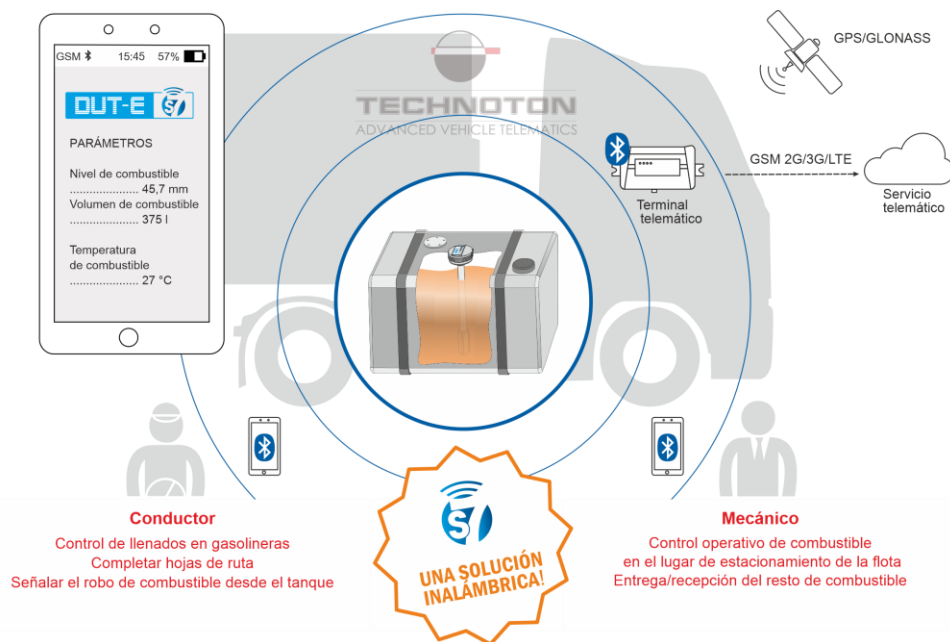 GSM 15:45 57%
DUT-E S7
PARÁMETROS
Nivel de combustible
..................... 45,7 mm
Volumen de combustible
..................... 375 l
Temperatura
de combustible
..................... 27 °C
TECHNOTON
ADVANCED VEHICLE TELEMATICS
GPS/GLONASS
GSM 2G/3G/LTE
Terminal
telemático
Servicio
telemático
Conductor
Control de llenados en gasolineras
Completar hojas de ruta
Señalar el robo de combustible desde el tanque
S7
UNA SOLUCIÓN
INALÁMBRICA!
Mecánico
Control operativo de combustible
en el lugar de estacionamiento de la flota
Entrega/recepción del resto de combustible